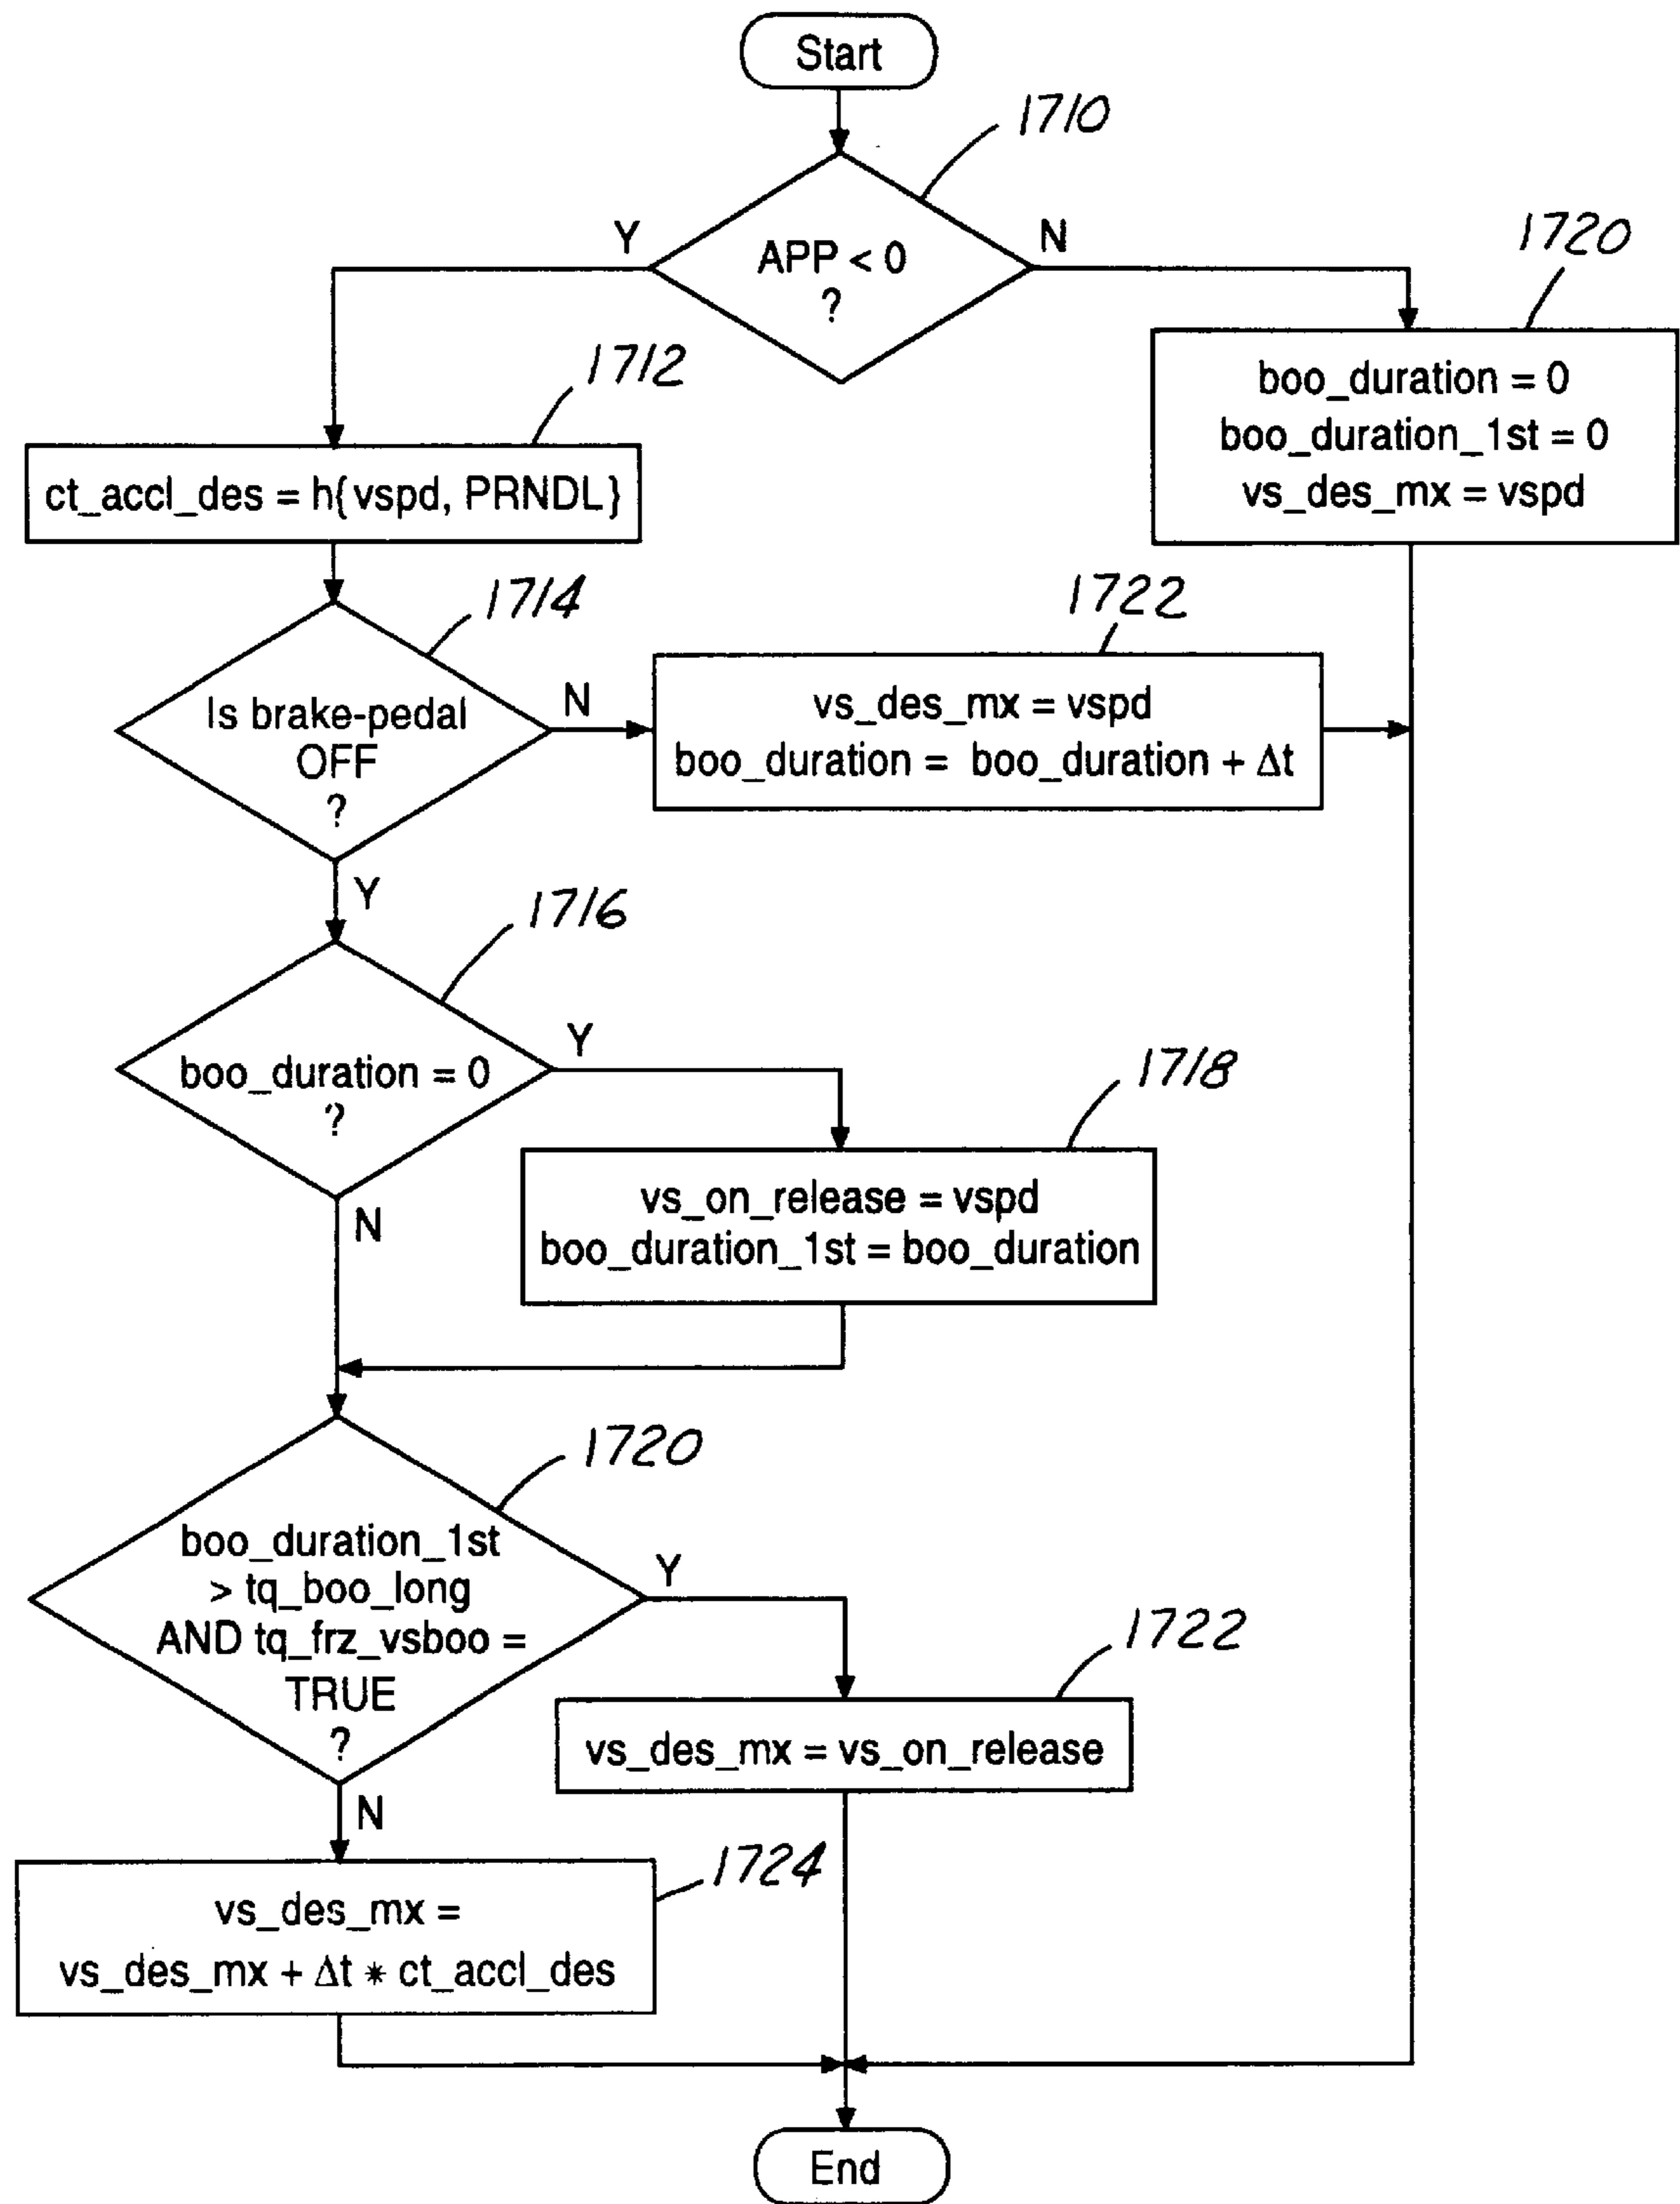 Start
1710
APP < 0
?
Y
N
1720
boo_duration = 0
boo_duration_1st = 0
vs_des_mx = vspd
1712
ct_accl_des = h{vspd, PRNDL}
1714
Is brake-pedal
OFF
?
N
Y
1722
vs_des_mx = vspd
boo_duration = boo_duration + Δt
1716
boo_duration = 0
?
Y
N
1718
vs_on_release = vspd
boo_duration_1st = boo_duration
1720
boo_duration_1st
> tq_boo_long
AND tq_frz_vsboo =
TRUE
?
Y
N
1722
vs_des_mx = vs_on_release
1724
vs_des_mx =
vs_des_mx + Δt * ct_accl_des
End